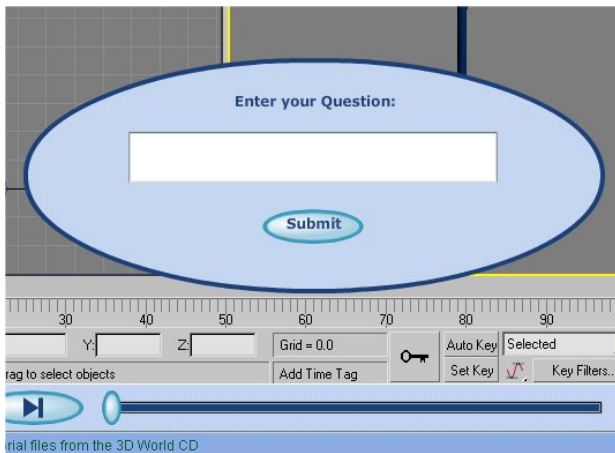 Enter your Question:
Submit
30 40 50 60 70 80 90
Y: Z: Grid = 0.0 Auto Key Selected
rag to select objects Add Time Tag Set Key Key Filters...
rial files from the 3D World CD